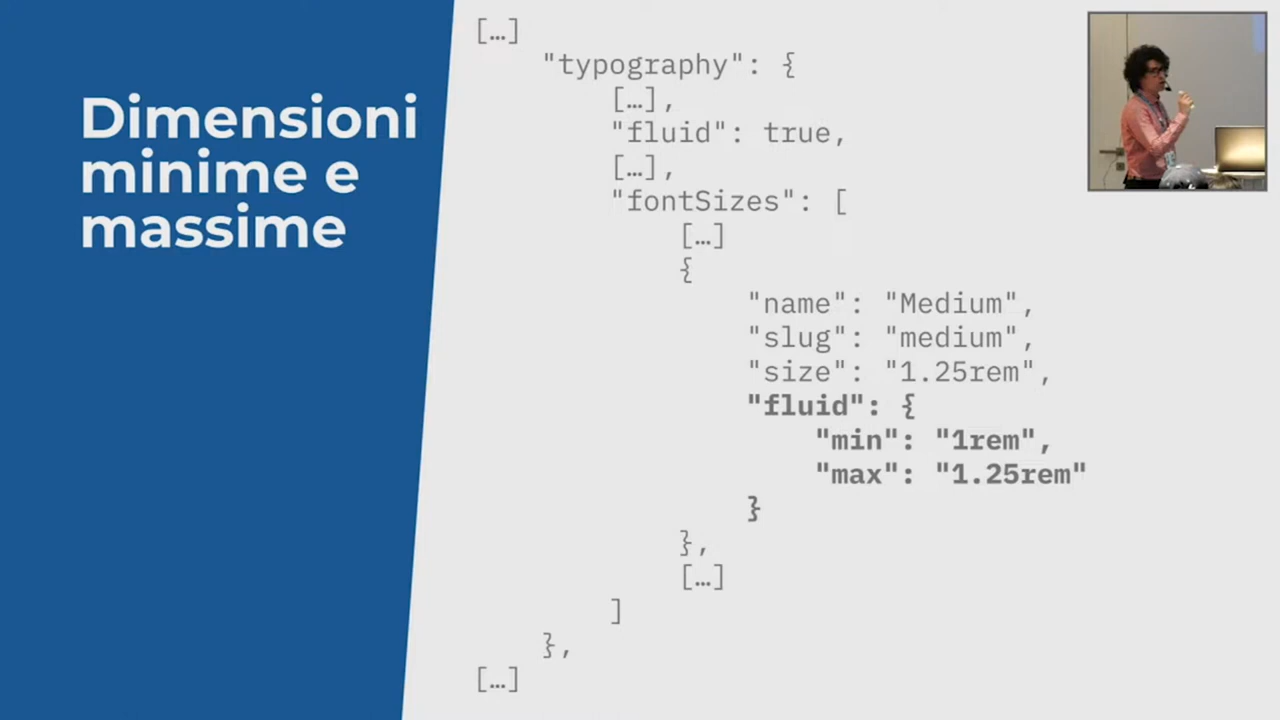 Dimensioni
minime e
massime
[…]
"typography": {
[…],
"fluid": true,
[…],
"fontSizes": [
[…]
{
"name": "Medium",
"slug": "medium",
"size": "1.25rem",
"fluid": {
"min": "1rem",
"max": "1.25rem"
}
},
[…]
]
},
[…]